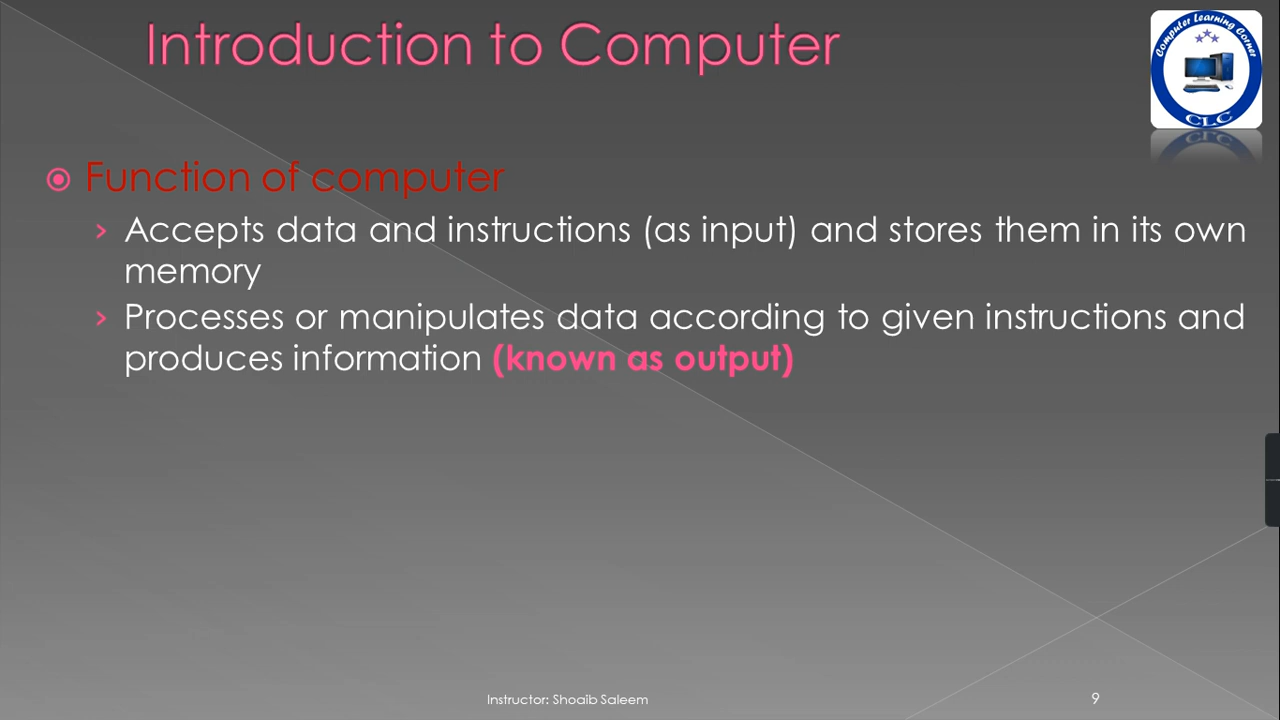 Introduction to Computer
Computer Learning Corner
CLC
Function of computer
Accepts data and instructions (as input) and stores them in its own
memory
Processes or manipulates data according to given instructions and
produces information (known as output)
Instructor: Shoaib Saleem
9